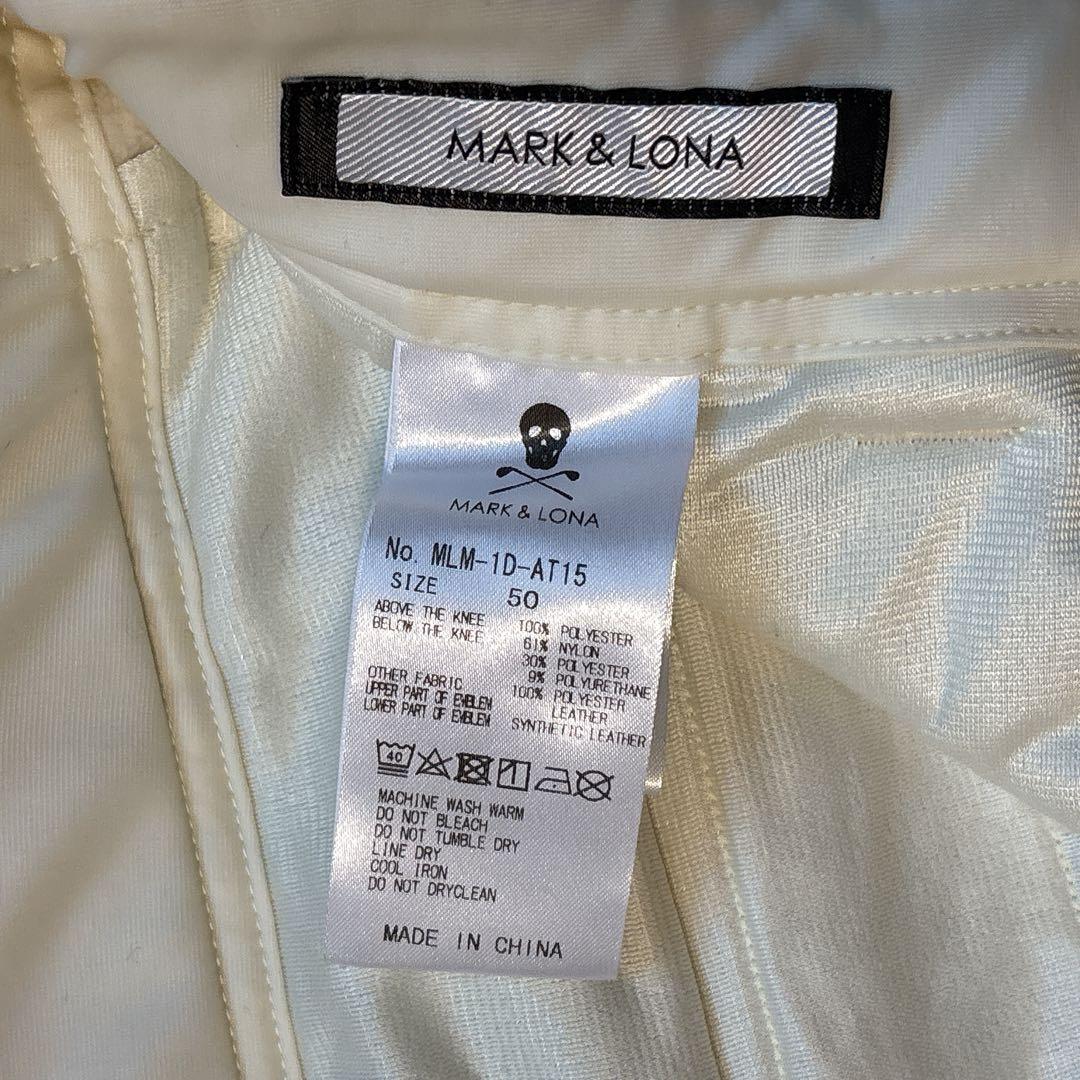 MARK & LONA
MARK & LONA
No. MLM-1D-AT15
SIZE 50
ABOVE THE KNEE 100% POLYESTER
BELOW THE KNEE 61% NYLON
30% POLYESTER
9% POLYURETHANE
OTHER FABRIC 100% POLYESTER
UPPER PART OF EMBLEM LEATHER
LOWER PART OF EMBLEM SYNTHETIC LEATHER
40
MACHINE WASH WARM
DO NOT BLEACH
DO NOT TUMBLE DRY
LINE DRY
COOL IRON
DO NOT DRYCLEAN
MADE IN CHINA